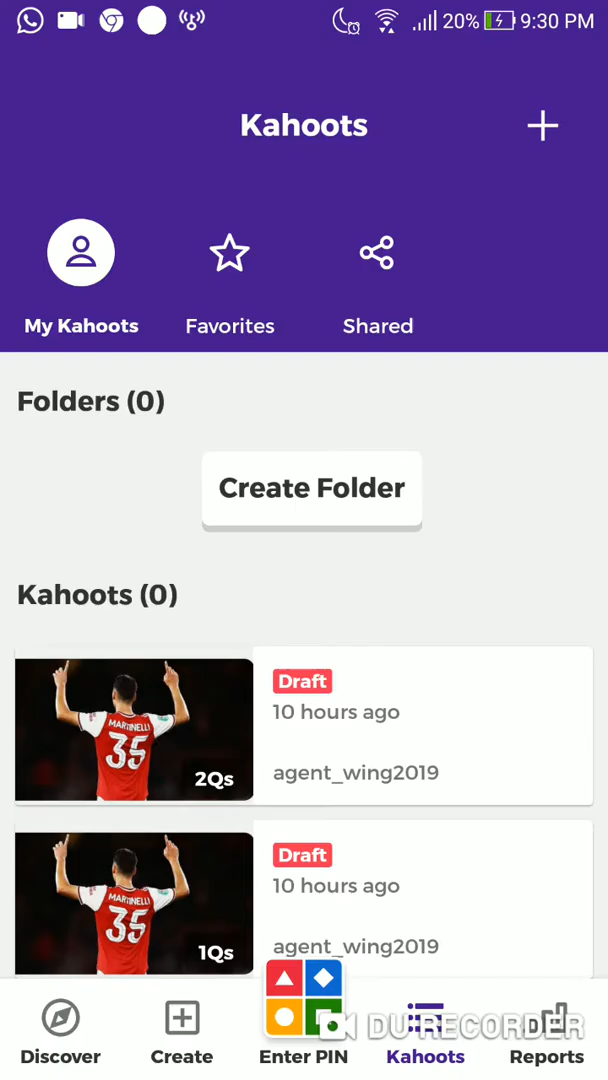 20% 9:30 PM
Kahoots
My Kahoots Favorites Shared
Folders (0)
Create Folder
Kahoots (0)
MARTINELLI
35
2Qs
Draft
10 hours ago
agent_wing2019
MARTINELLI
35
1Qs
Draft
10 hours ago
agent_wing2019
DU RECORDER
Discover Create Enter PIN Kahoots Reports